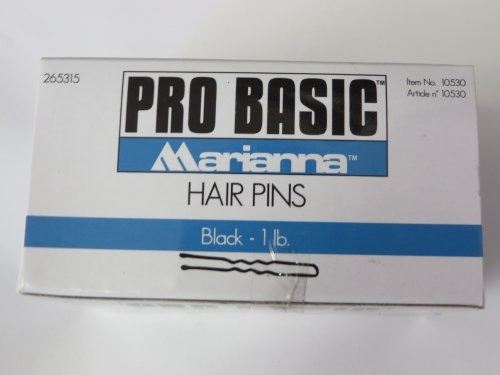 265315
PRO BASIC™
Item No. 10530
Article n° 10530
Marianna™
HAIR PINS
Black - 1 lb.